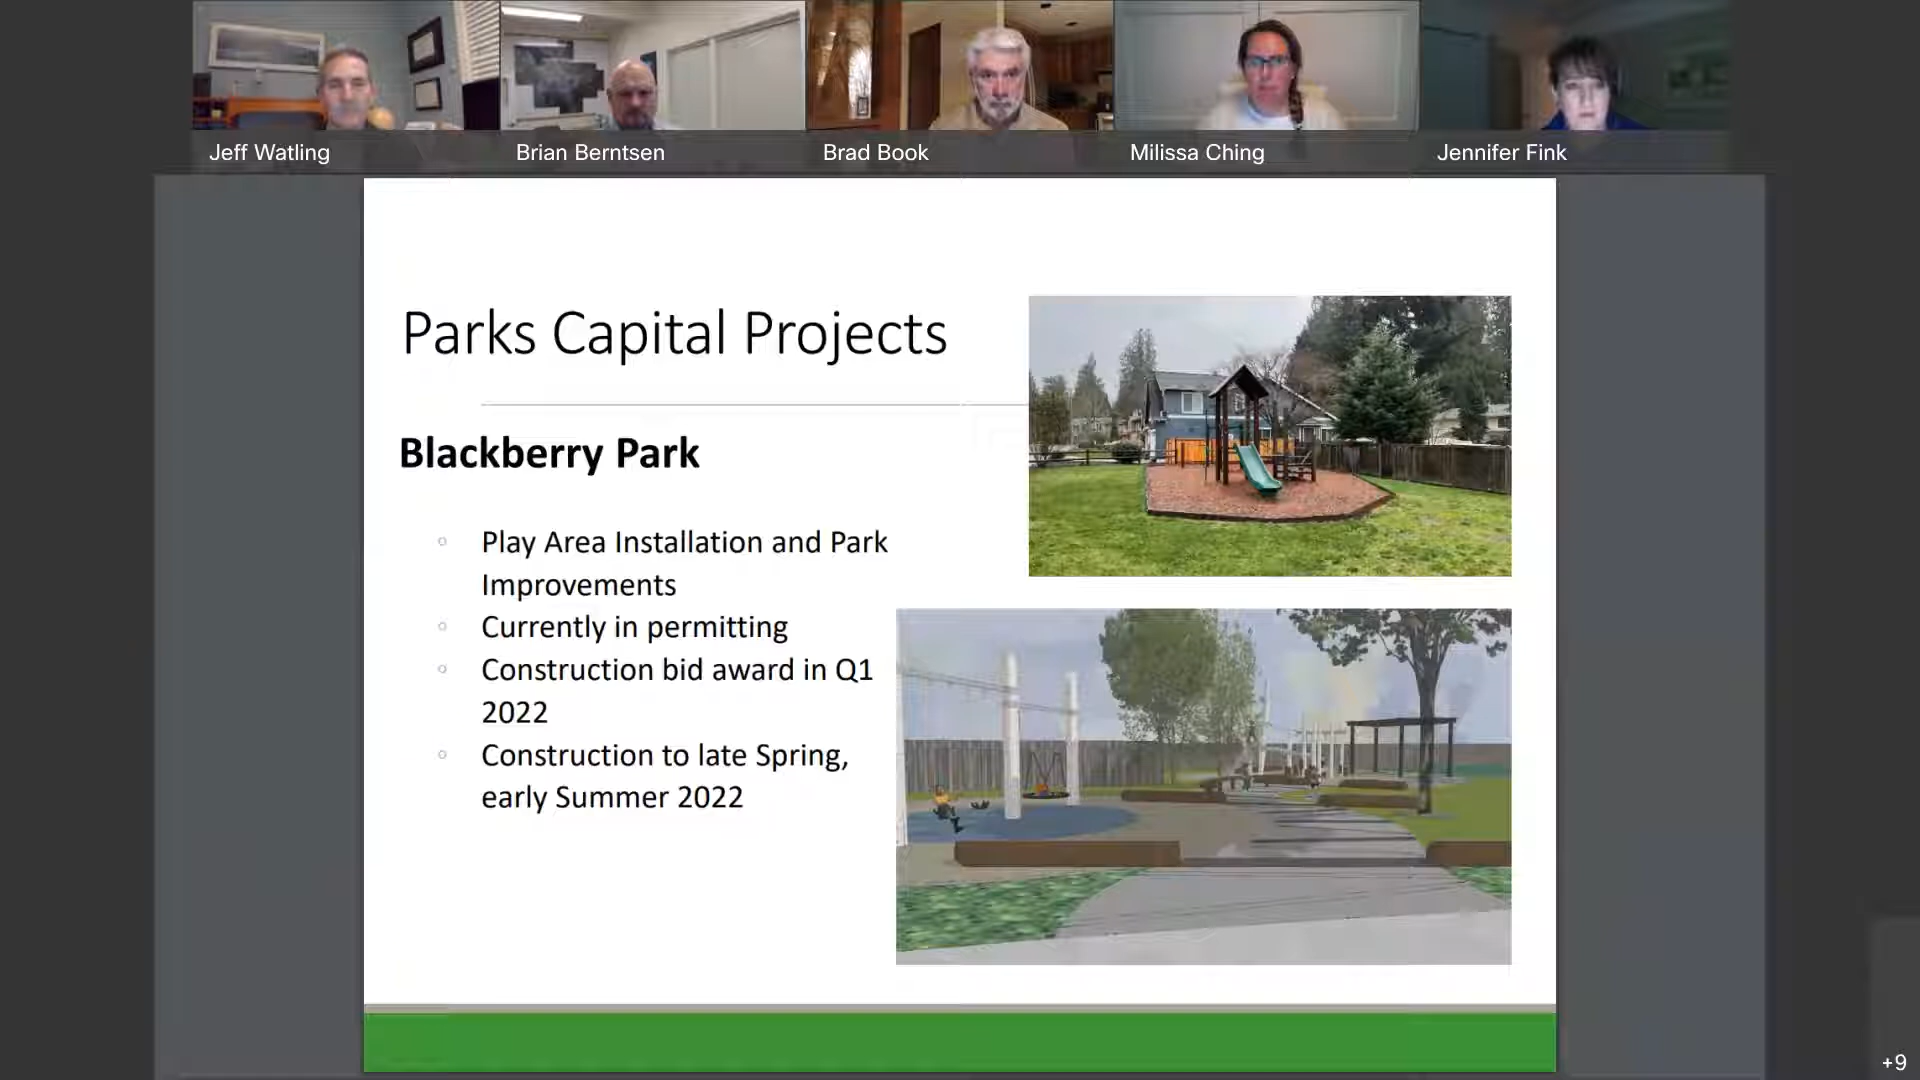 Jeff Watling
Brian Berntsen
Brad Book
Milissa Ching
Jennifer Fink
Parks Capital Projects
Blackberry Park
Play Area Installation and Park
Improvements
Currently in permitting
Construction bid award in Q1
2022
Construction to late Spring,
early Summer 2022
+9